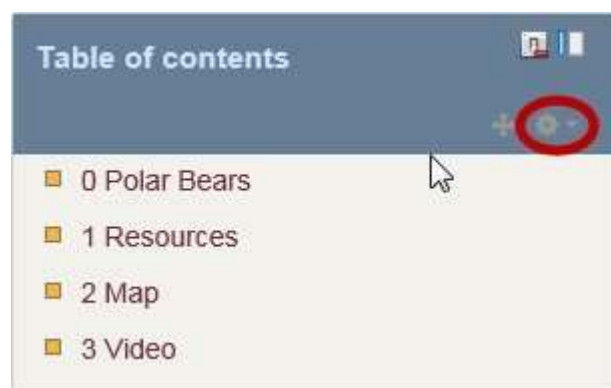 Table of contents
0 Polar Bears
1 Resources
2 Map
3 Video